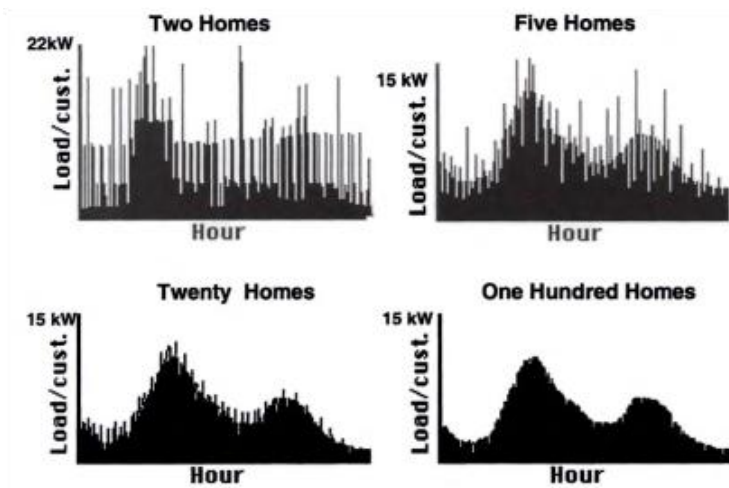 Two Homes
22kW
Load/cust.
Hour
Five Homes
15 kW
Load/cust.
Hour
Twenty Homes
15 kW
Load/cust.
Hour
One Hundred Homes
15 kW
Load/cust.
Hour